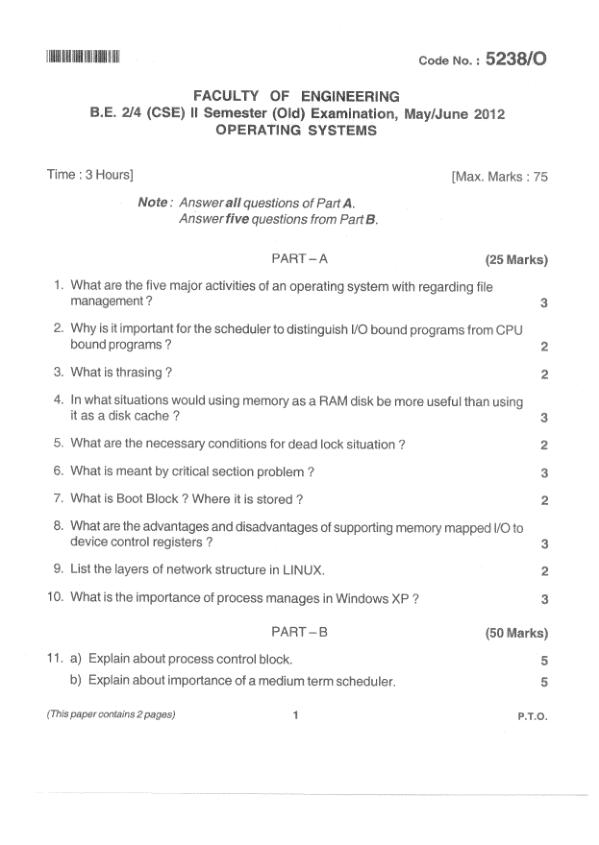 Code No. : 5238/O
FACULTY OF ENGINEERING
B.E. 2/4 (CSE) II Semester (Old) Examination, May/June 2012
OPERATING SYSTEMS
Time : 3 Hours] [Max. Marks : 75
Note : Answer all questions of Part A.
Answer five questions from Part B.
PART – A (25 Marks)
1. What are the five major activities of an operating system with regarding file
management ? 3
2. Why is it important for the scheduler to distinguish I/O bound programs from CPU
bound programs ? 2
3. What is thrasing ? 2
4. In what situations would using memory as a RAM disk be more useful than using
it as a disk cache ? 3
5. What are the necessary conditions for dead lock situation ? 2
6. What is meant by critical section problem ? 3
7. What is Boot Block ? Where it is stored ? 2
8. What are the advantages and disadvantages of supporting memory mapped I/O to
device control registers ? 3
9. List the layers of network structure in LINUX. 2
10. What is the importance of process manages in Windows XP ? 3
PART – B (50 Marks)
11. a) Explain about process control block. 5
b) Explain about importance of a medium term scheduler. 5
(This paper contains 2 pages) 1 P.T.O.